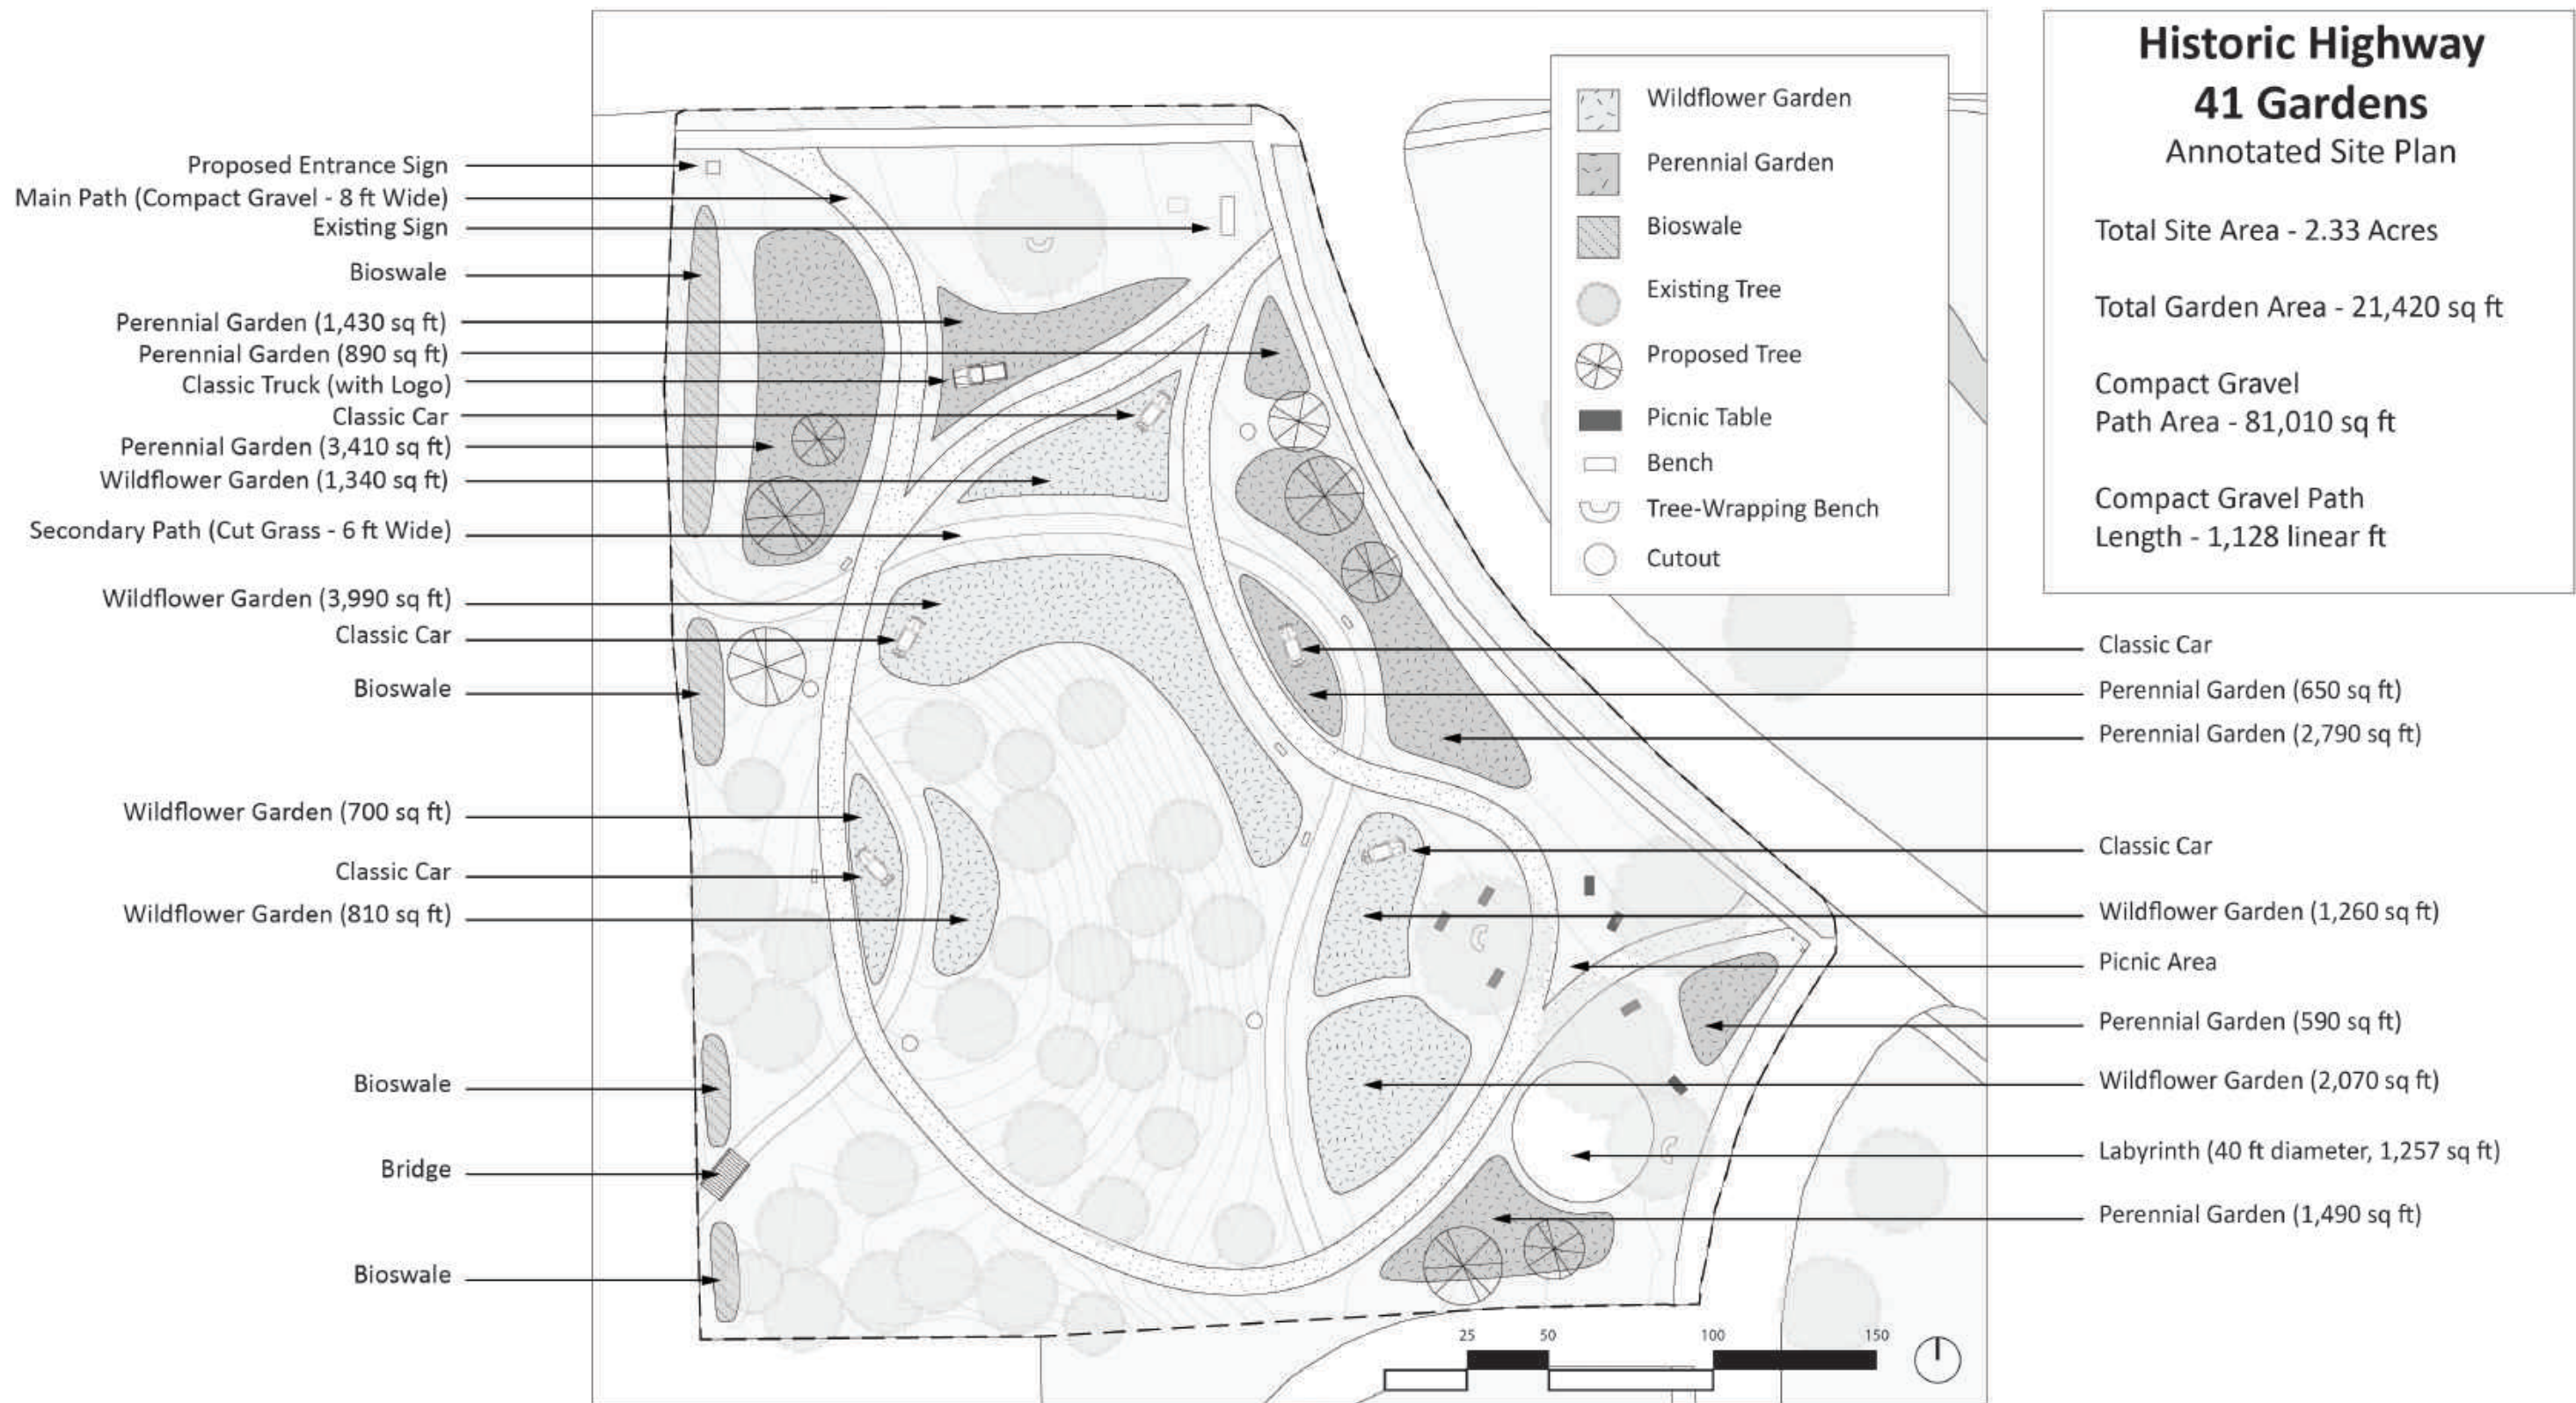 Historic Highway
41 Gardens
Annotated Site Plan
Total Site Area - 2.33 Acres
Total Garden Area - 21,420 sq ft
Compact Gravel
Path Area - 81,010 sq ft
Compact Gravel Path
Length - 1,128 linear ft
Wildflower Garden
Perennial Garden
Bioswale
Existing Tree
Proposed Tree
Picnic Table
Bench
Tree-Wrapping Bench
Cutout
Proposed Entrance Sign
Main Path (Compact Gravel - 8 ft Wide)
Existing Sign
Bioswale
Perennial Garden (1,430 sq ft)
Perennial Garden (890 sq ft)
Classic Truck (with Logo)
Classic Car
Perennial Garden (3,410 sq ft)
Wildflower Garden (1,340 sq ft)
Secondary Path (Cut Grass - 6 ft Wide)
Wildflower Garden (3,990 sq ft)
Classic Car
Bioswale
Wildflower Garden (700 sq ft)
Classic Car
Wildflower Garden (810 sq ft)
Bioswale
Bridge
Bioswale
Classic Car
Perennial Garden (650 sq ft)
Perennial Garden (2,790 sq ft)
Classic Car
Wildflower Garden (1,260 sq ft)
Picnic Area
Perennial Garden (590 sq ft)
Wildflower Garden (2,070 sq ft)
Labyrinth (40 ft diameter, 1,257 sq ft)
Perennial Garden (1,490 sq ft)
25 50 100 150